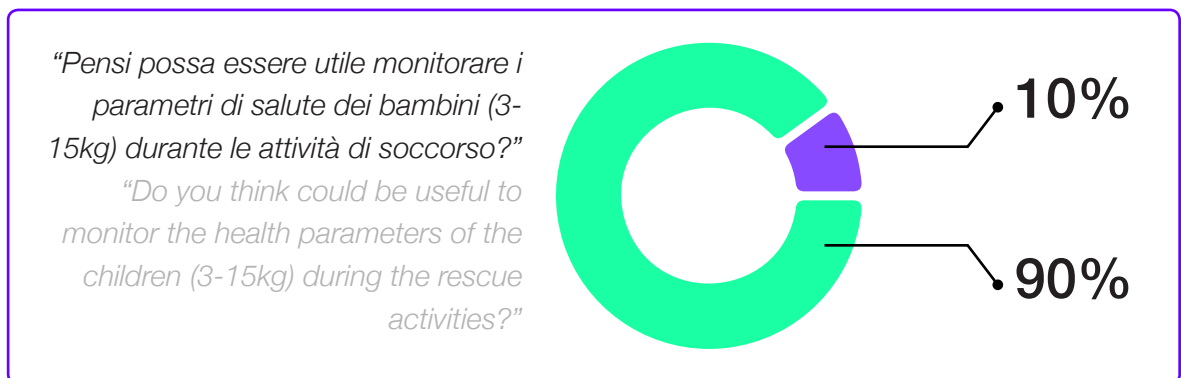 “Pensi possa essere utile monitorare i
parametri di salute dei bambini (3-
15kg) durante le attività di soccorso?”
“Do you think could be useful to
monitor the health parameters of the
children (3-15kg) during the rescue
activities?”
10%
90%